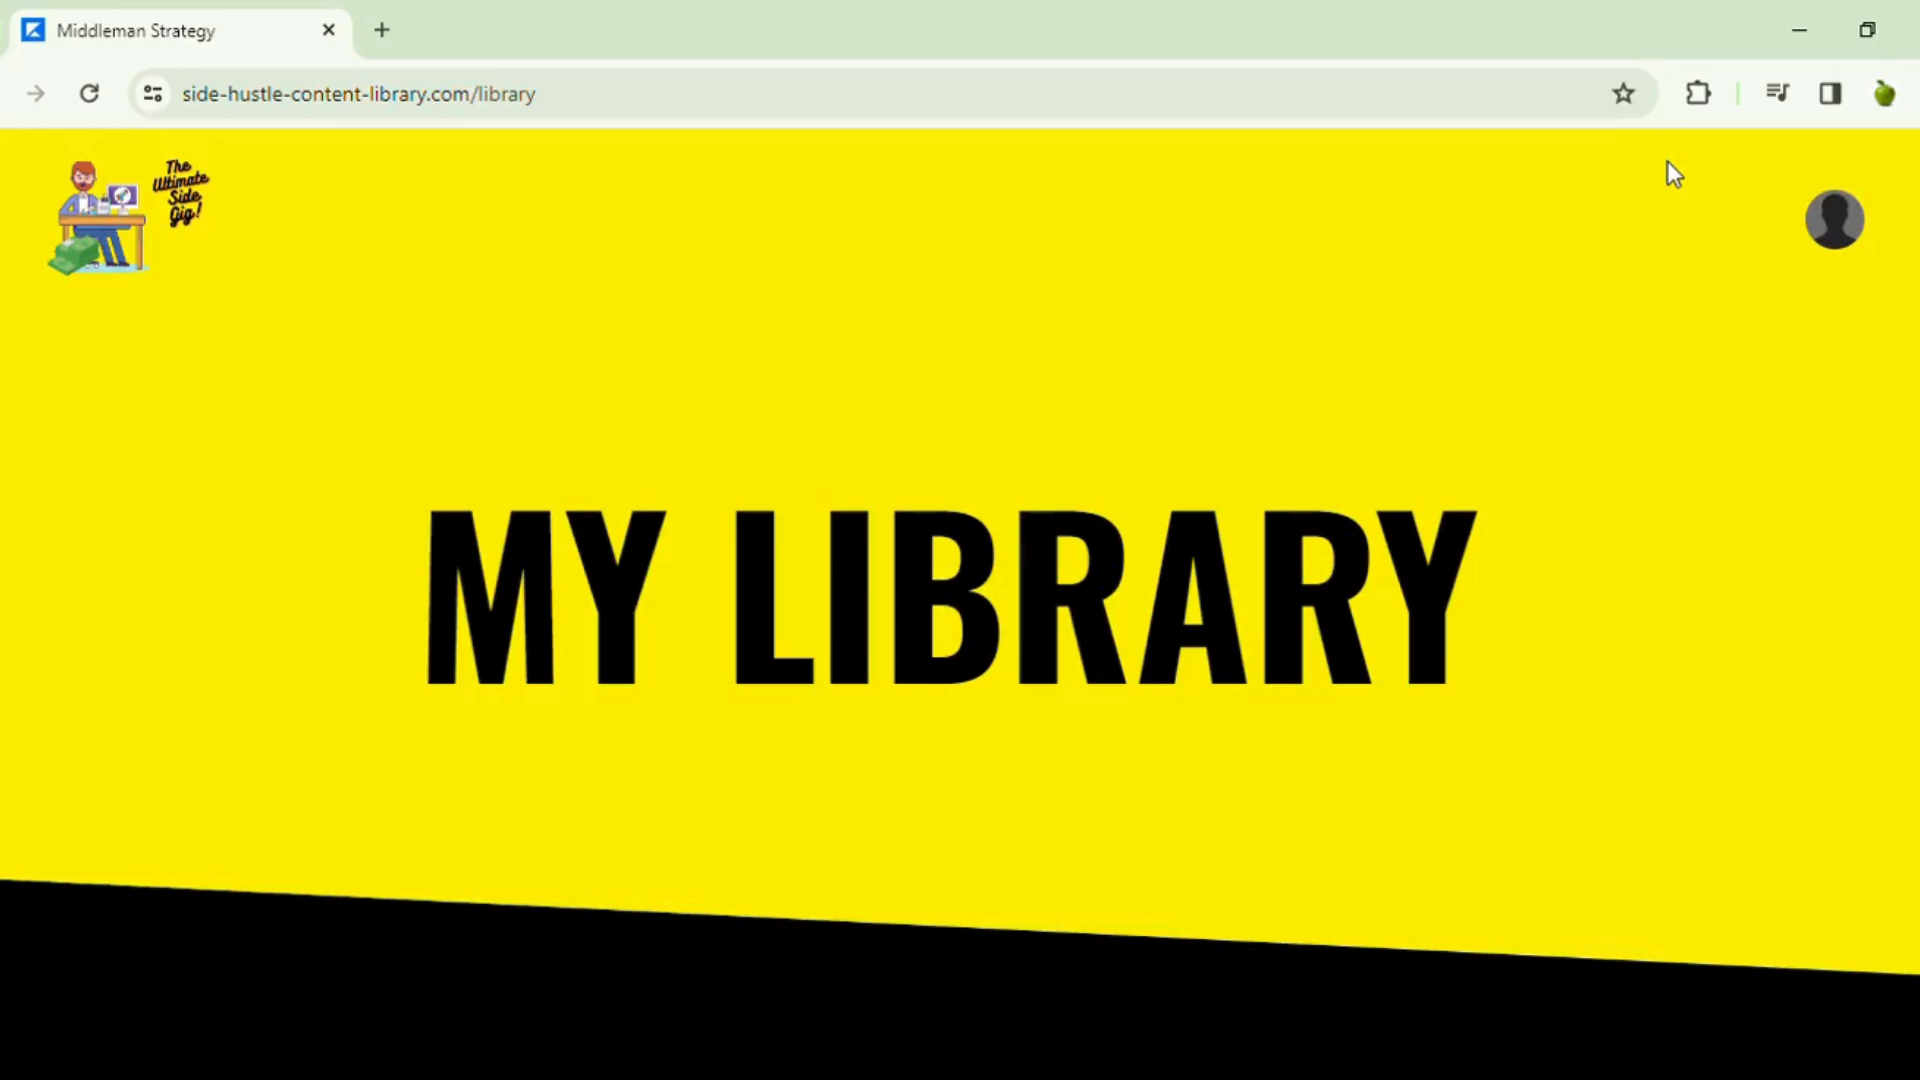 Middleman Strategy
side-hustle-content-library.com/library
The
Ultimate
Side
Gig!
MY LIBRARY